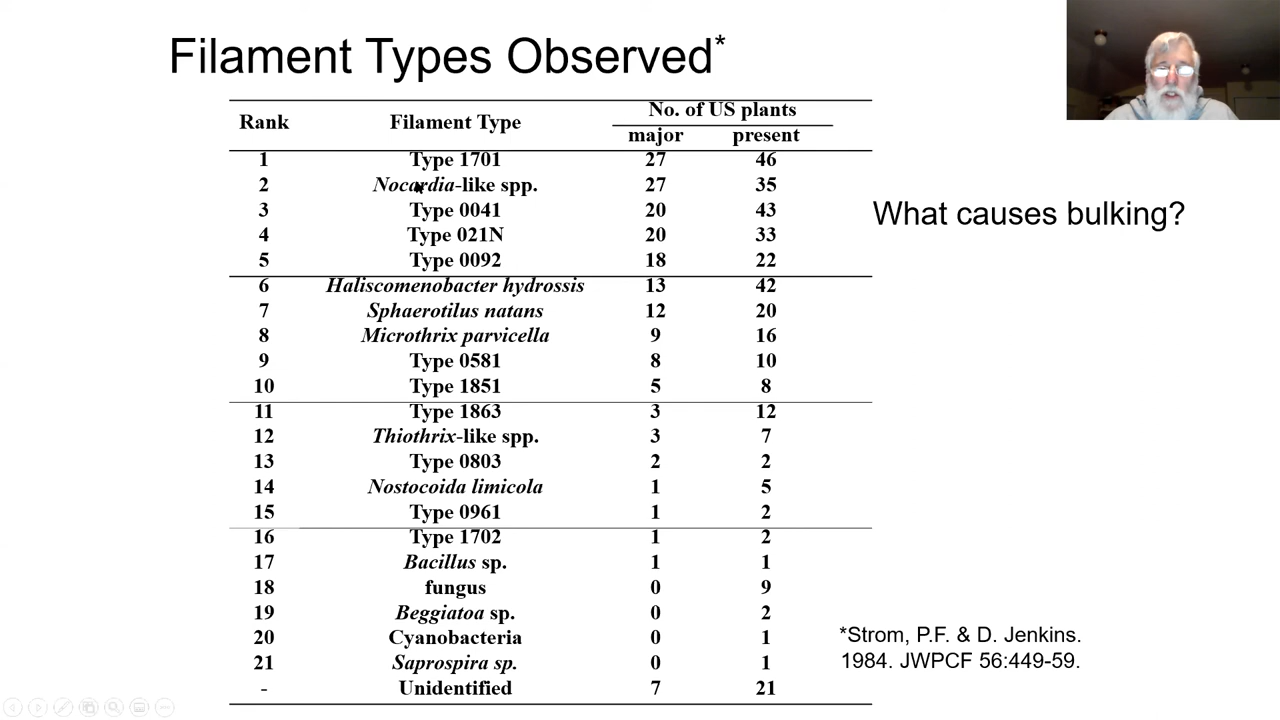 Filament Types Observed*
No. of US plants
Rank Filament Type major present
1 Type 1701 27 46
2 Nocardia-like spp. 27 35
3 Type 0041 20 43
4 Type 021N 20 33
5 Type 0092 18 22
6 Haliscomenobacter hydrossis 13 42
7 Sphaerotilus natans 12 20
8 Microthrix parvicella 9 16
9 Type 0581 8 10
10 Type 1851 5 8
11 Type 1863 3 12
12 Thiothrix-like spp. 3 7
13 Type 0803 2 2
14 Nostocoida limicola 1 5
15 Type 0961 1 2
16 Type 1702 1 2
17 Bacillus sp. 1 1
18 fungus 0 9
19 Beggiatoa sp. 0 2
20 Cyanobacteria 0 1
21 Saprospira sp. 0 1
- Unidentified 7 21
What causes bulking?
*Strom, P.F. & D. Jenkins.
1984. JWPCF 56:449-59.